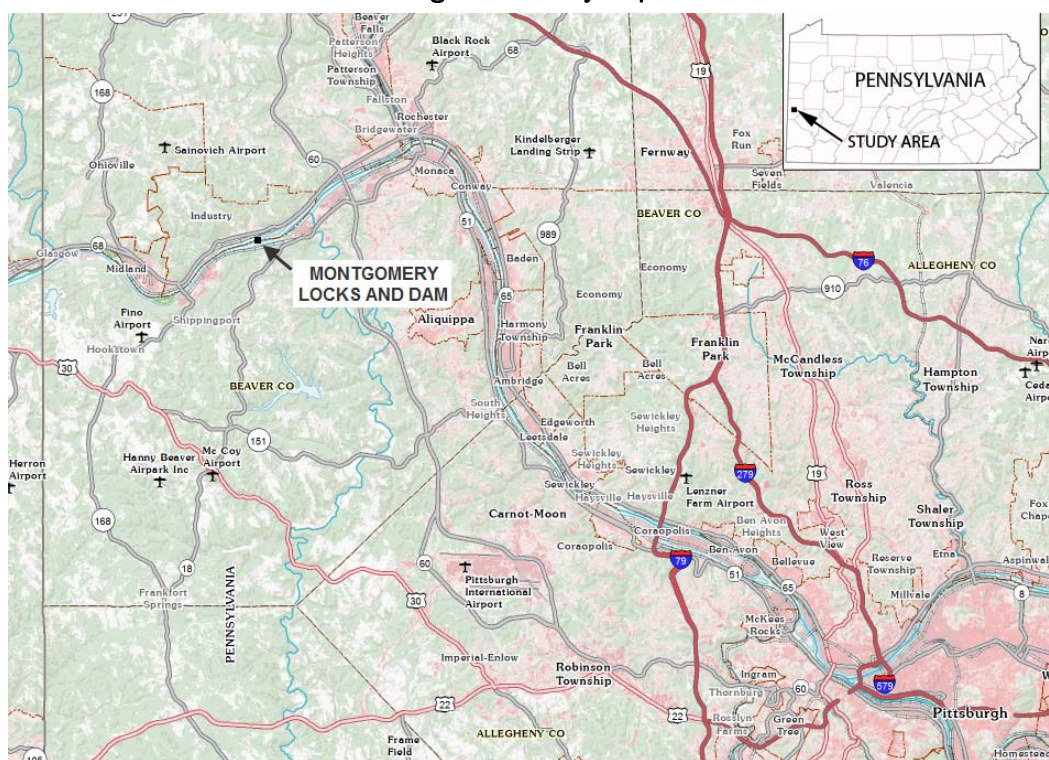 Beaver
Falls
Patterson
Heights
Patterson
Township
Black Rock
Airport
68
19
168
Fallston
Rochester
Bridgewater
Sainovich Airport
60
Kindelberger
Landing Strip
Fernway
Fox
Run
Seven
Fields
Valencia
PENNSYLVANIA
STUDY AREA
Ohioville
Monaca
Conway
51
Industry
BEAVER CO
989
68
Glasgow
Midland
MONTGOMERY
LOCKS AND DAM
Baden
Economy
76
ALLEGHENY CO
910
65
Economy
Shippingport
Fino
Airport
Hookstown
Aliquippa
Harmony
Township
Franklin
Park
Franklin
Park
McCandless
Township
30
Bell
Acres
Bell
Acres
Hampton
Township
BEAVER CO
Ambridge
South
Heights
Sewickley
Heights
Edgeworth
Leetsdale
151
Herron
Airport
Hanny Beaver
Airpark Inc
Mc Coy
Airport
Sewickley
Heights
Sewickley
Sewickley
Haysville
Haysville
Lenzner
Farm Airport
279
19
Ross
Township
Shaler
Township
168
Carnot-Moon
Coraopolis
Coraopolis
Ben Avon
Heights
Ben Avon
West
View
Etna
Aspinwal
79
51
Bellevue
65
Reserve
Township
Millvale
8
18
Frankfort
Springs
PENNSYLVANIA
60
Pittsburgh
International
Airport
30
McKees
Rocks
Imperial-Enlow
Robinson
Township
Ingram
Thornburg
60
579
22
22
Rosslyn
Farms
Green
Tree
Pittsburgh
Frame
Field
ALLEGHENY CO
Homestead